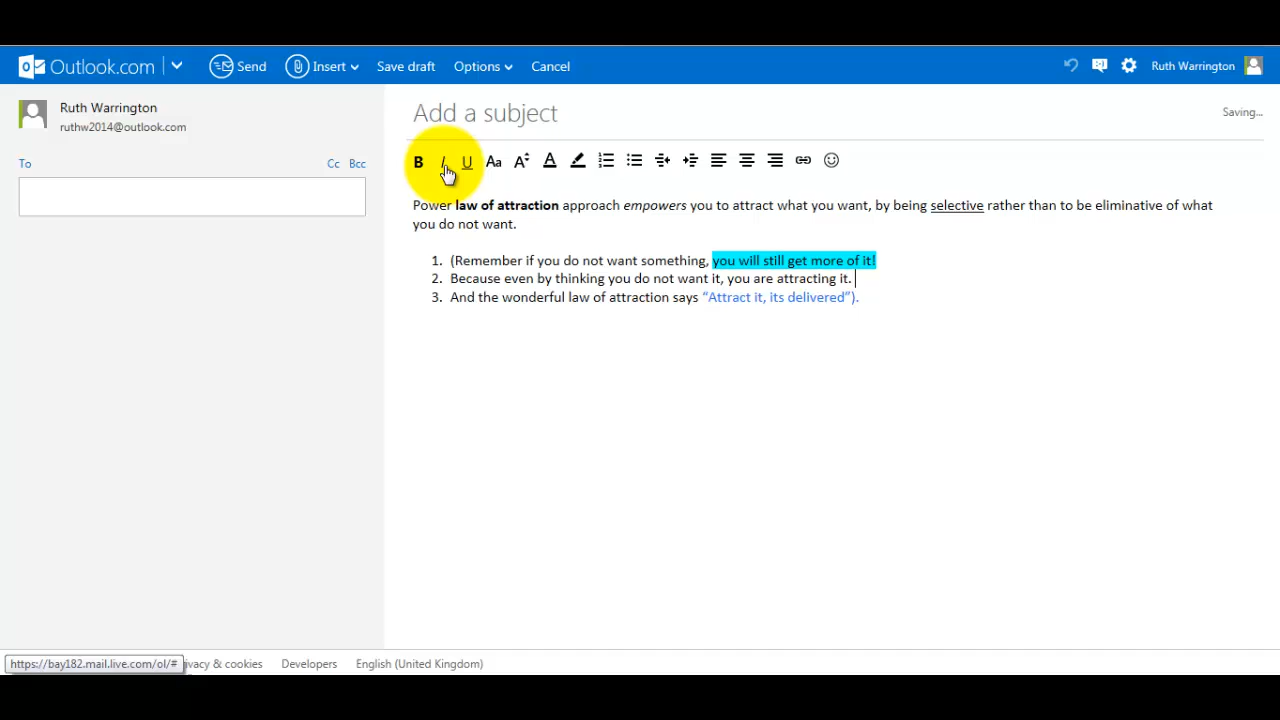 Outlook.com Send Insert Save draft Options Cancel Ruth Warrington
Ruth Warrington
ruthw2014@outlook.com
To Cc Bcc
Add a subject
Saving...
B I U Aa A A
Power law of attraction approach empowers you to attract what you want, by being selective rather than to be eliminative of what
you do not want.
1. (Remember if you do not want something, you will still get more of it!
2. Because even by thinking you do not want it, you are attracting it.
3. And the wonderful law of attraction says “Attract it, its delivered”).
https://bay182.mail.live.com/ol/# ivacy & cookies Developers English (United Kingdom)